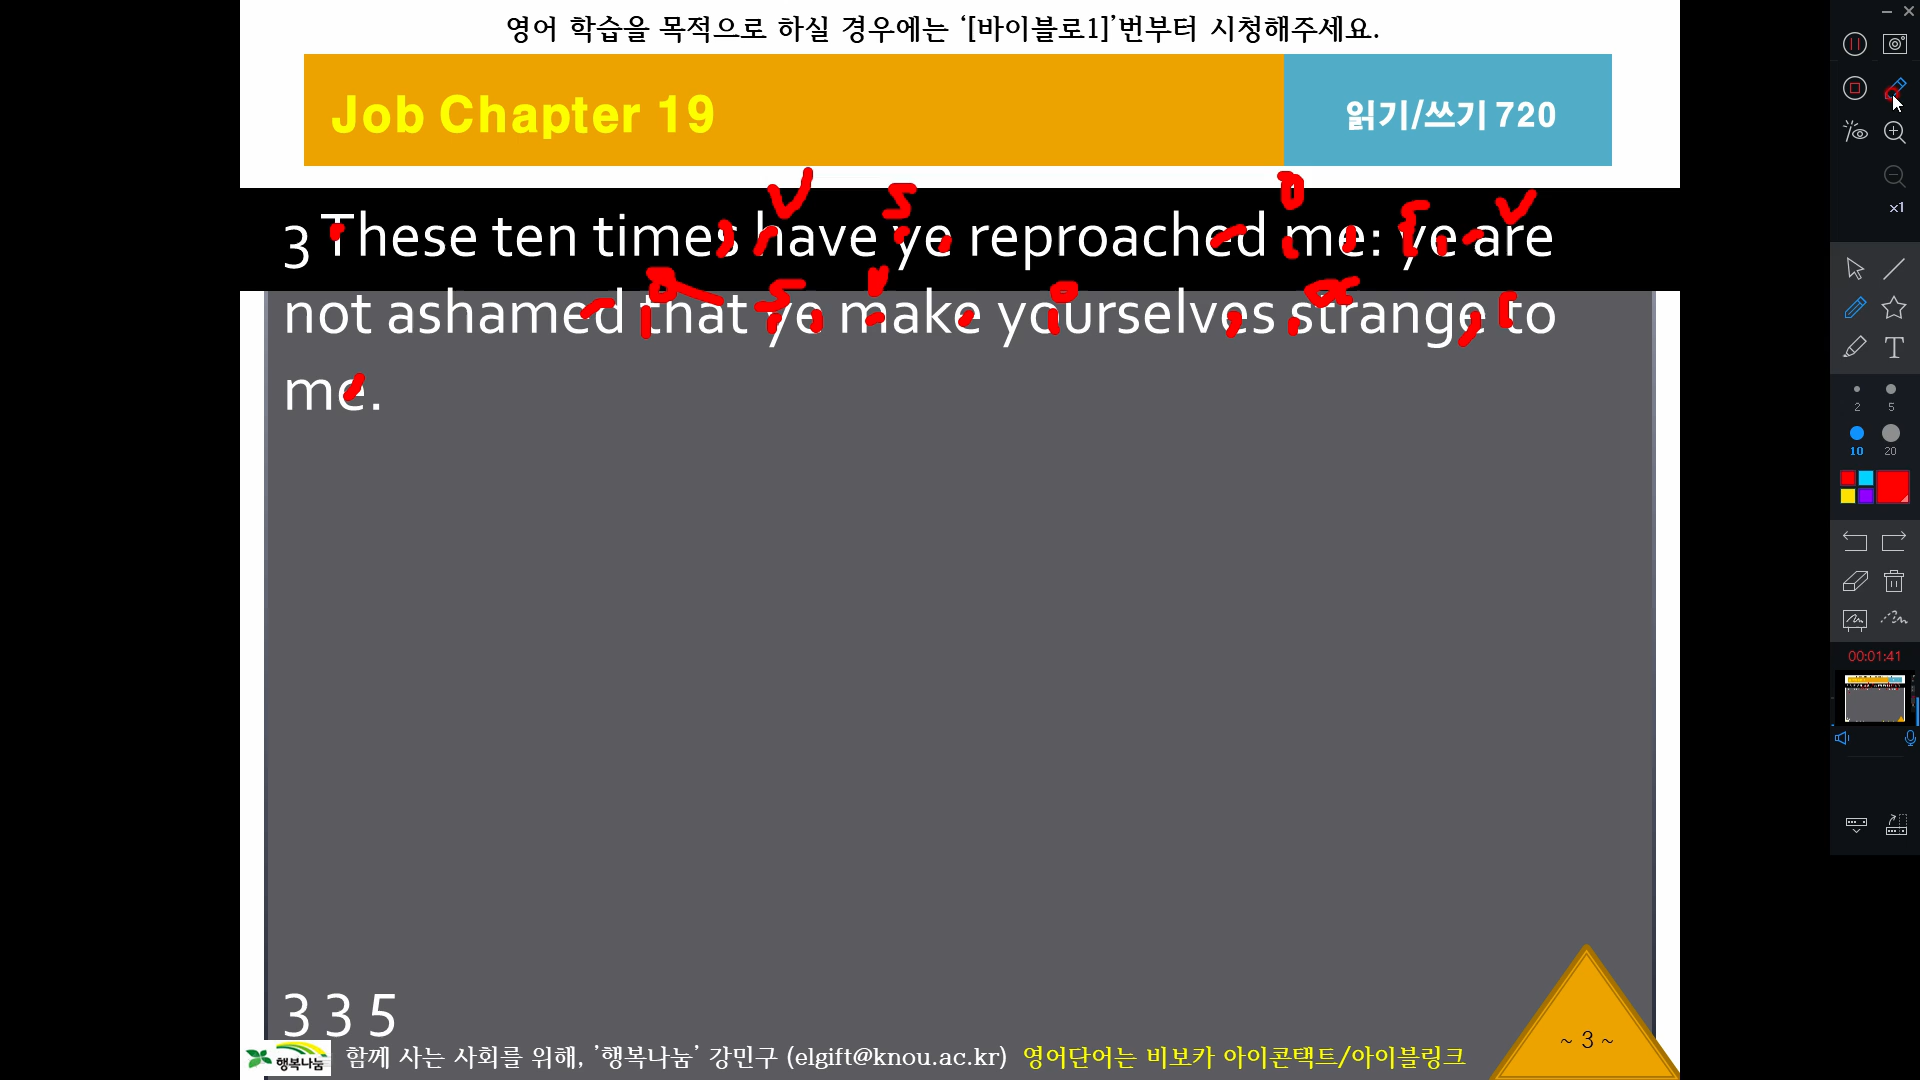 영어 학습을 목적으로 하실 경우에는 ‘[바이블로1]’번부터 시청해주세요.
Job Chapter 19
읽기/쓰기 720
3 These ten times have ye reproached me: ye are
not ashamed that ye make yourselves strange to
me.
x1
2 5
10 20
00:01:41
3 3 5
~ 3 ~
행복나눔 함께 사는 사회를 위해, ’행복나눔’ 강민구 (elgift@knou.ac.kr) 영어단어는 비보카 아이콘택트/아이블링크